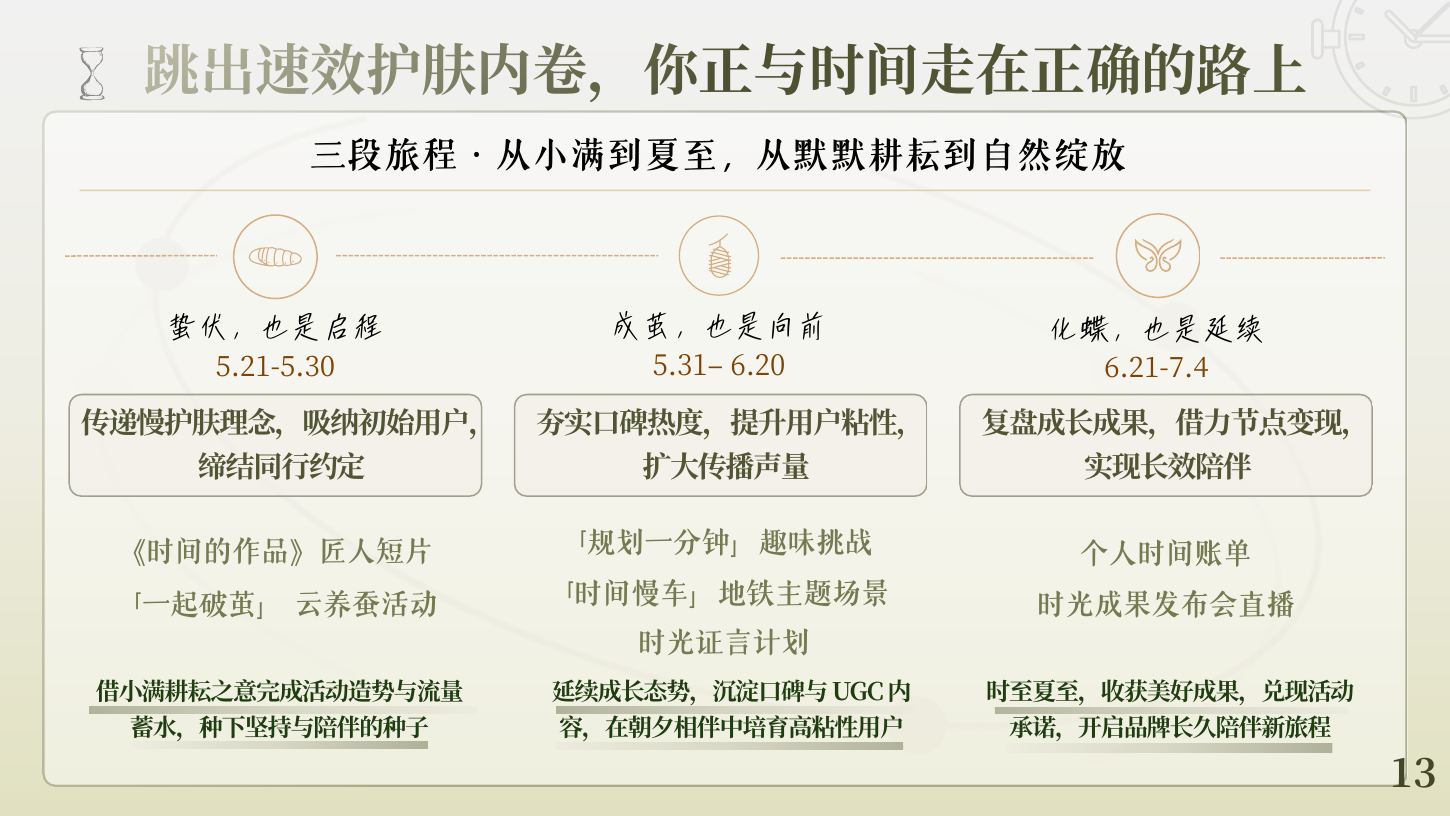 跳出速效护肤内卷，你正与时间走在正确的路上
三段旅程 · 从小满到夏至，从默默耕耘到自然绽放
蛰伏，也是启程
5.21-5.30
传递慢护肤理念，吸纳初始用户，
缔结同行约定
《时间的作品》匠人短片
「一起破茧」 云养蚕活动
借小满耕耘之意完成活动造势与流量
蓄水，种下坚持与陪伴的种子
成茧，也是向前
5.31– 6.20
夯实口碑热度，提升用户粘性，
扩大传播声量
「规划一分钟」趣味挑战
「时间慢车」地铁主题场景
时光证言计划
延续成长态势，沉淀口碑与 UGC 内
容，在朝夕相伴中培育高粘性用户
化蝶，也是延续
6.21-7.4
复盘成长成果，借力节点变现，
实现长效陪伴
个人时间账单
时光成果发布会直播
时至夏至，收获美好成果，兑现活动
承诺，开启品牌长久陪伴新旅程
13